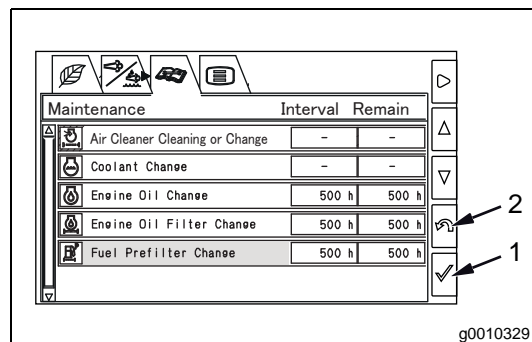 Maintenance Interval Remain
Air Cleaner Cleaning or Change - -
Coolant Change - -
Engine Oil Change 500 h 500 h
Engine Oil Filter Change 500 h 500 h
Fuel Prefilter Change 500 h 500 h
2
1
g0010329